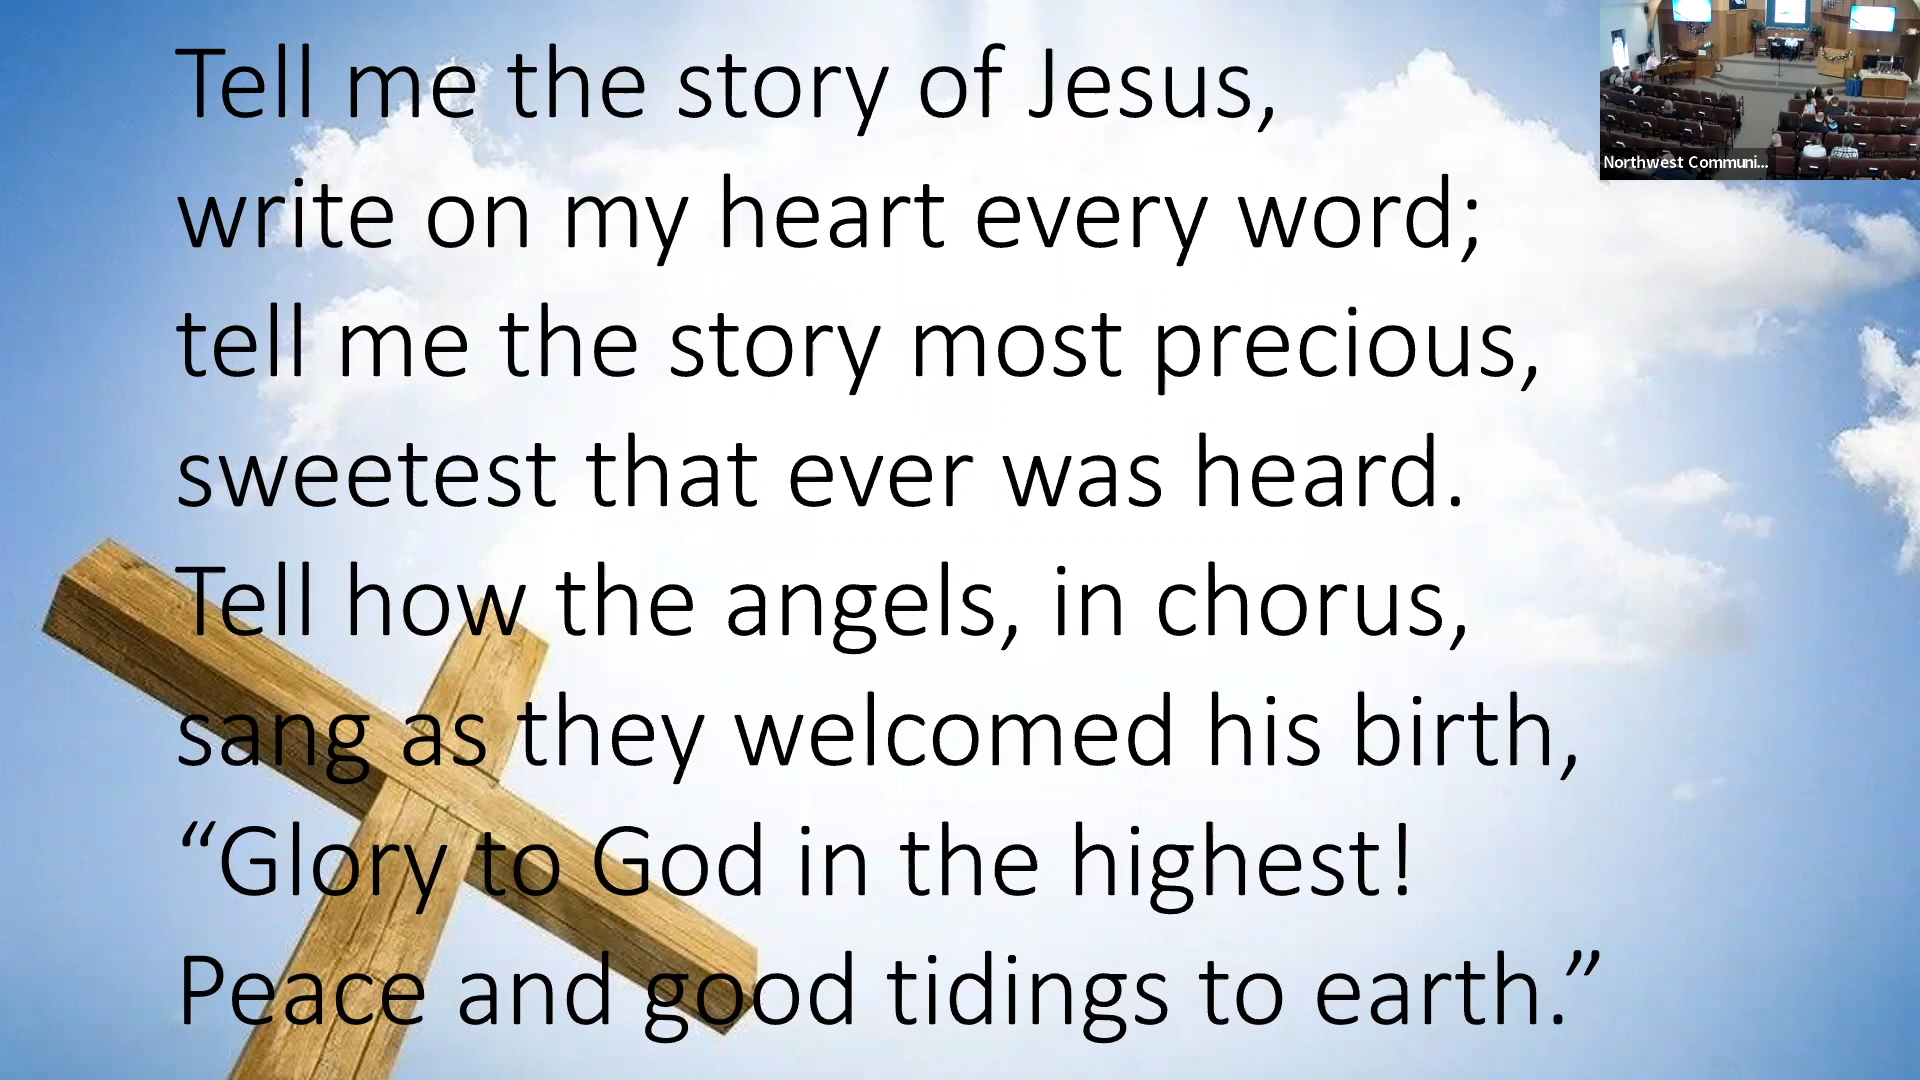 Tell me the story of Jesus,
write on my heart every word;
tell me the story most precious,
sweetest that ever was heard.
Tell how the angels, in chorus,
sang as they welcomed his birth,
“Glory to God in the highest!
Peace and good tidings to earth.”
Northwest Communi...